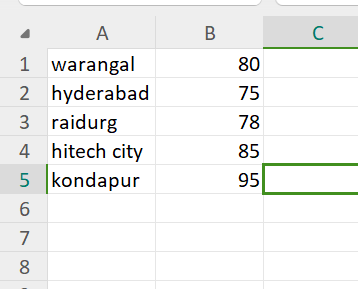 A B C
1 warangal 80
2 hyderabad 75
3 raidurg 78
4 hitech city 85
5 kondapur 95
6
7
8